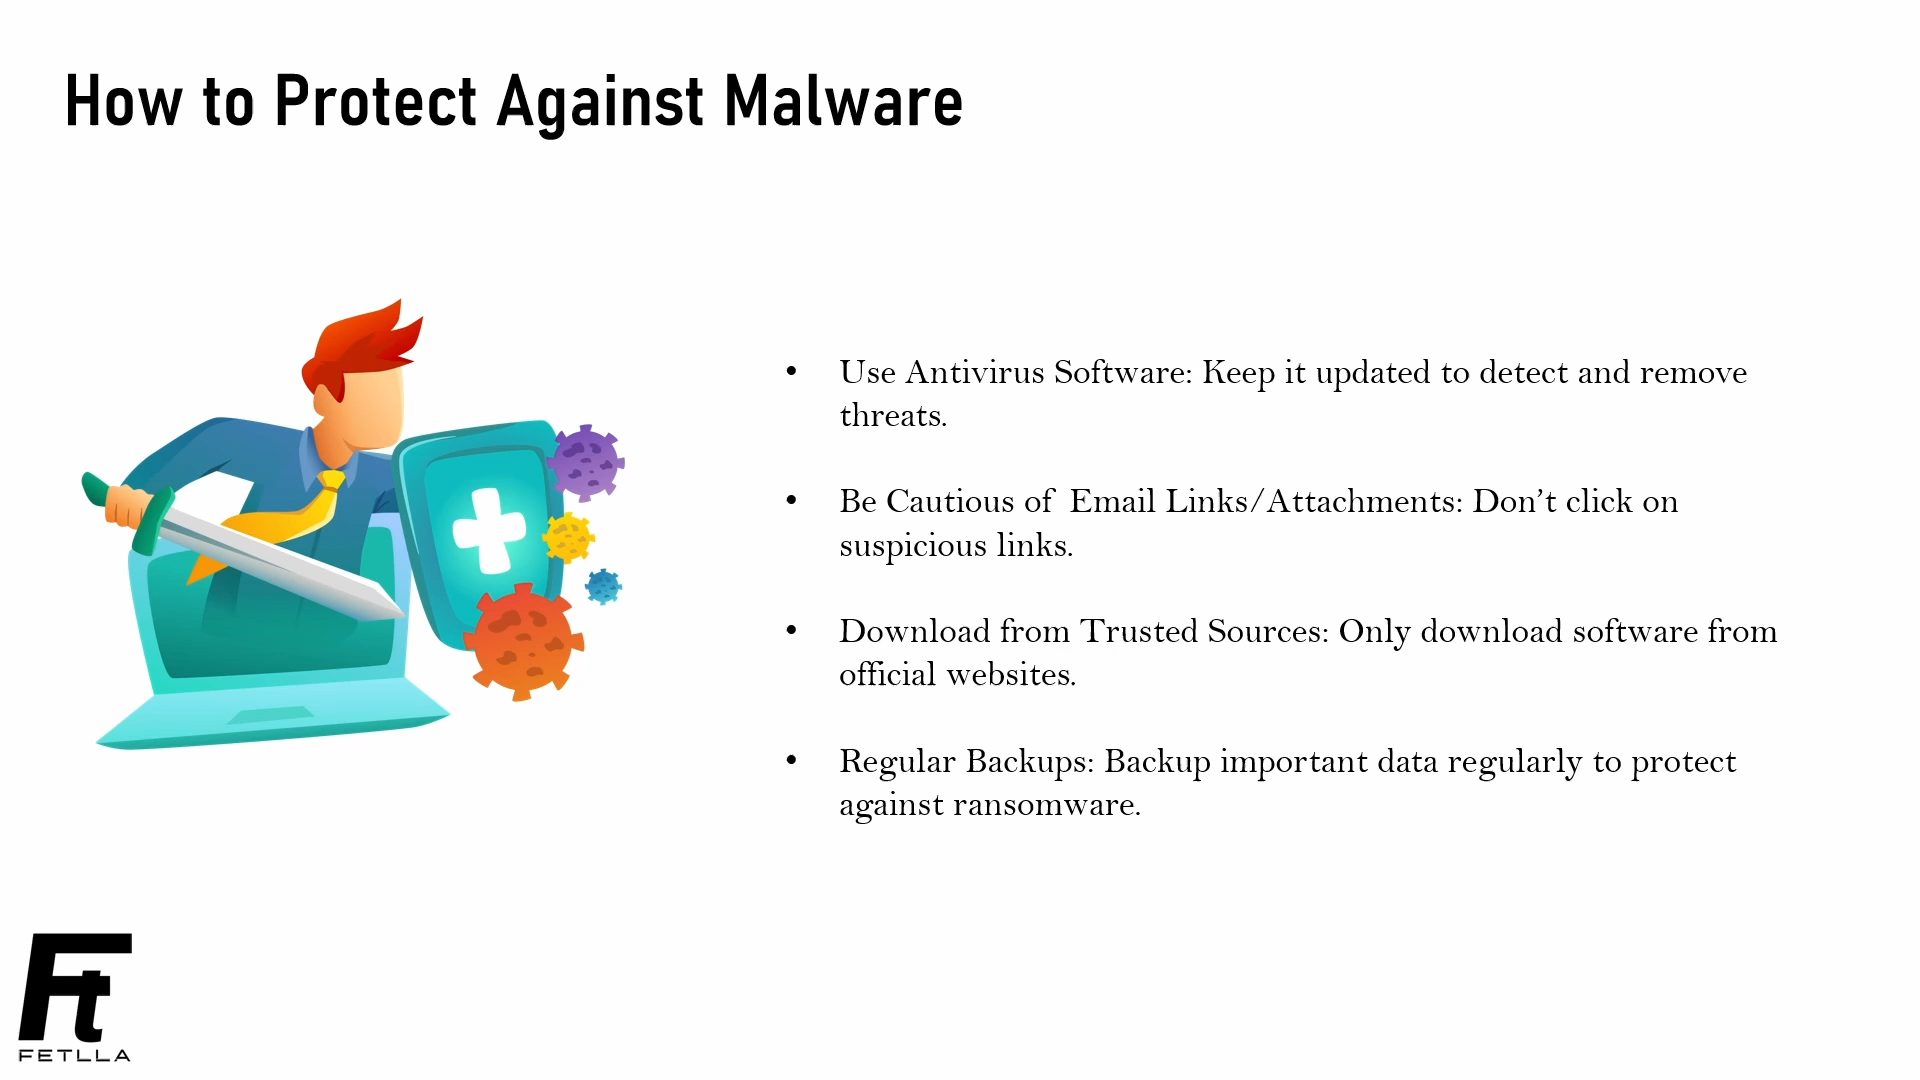 How to Protect Against Malware
• Use Antivirus Software: Keep it updated to detect and remove
threats.
• Be Cautious of Email Links/Attachments: Don’t click on
suspicious links.
• Download from Trusted Sources: Only download software from
official websites.
• Regular Backups: Backup important data regularly to protect
against ransomware.
Ft
FETLLA